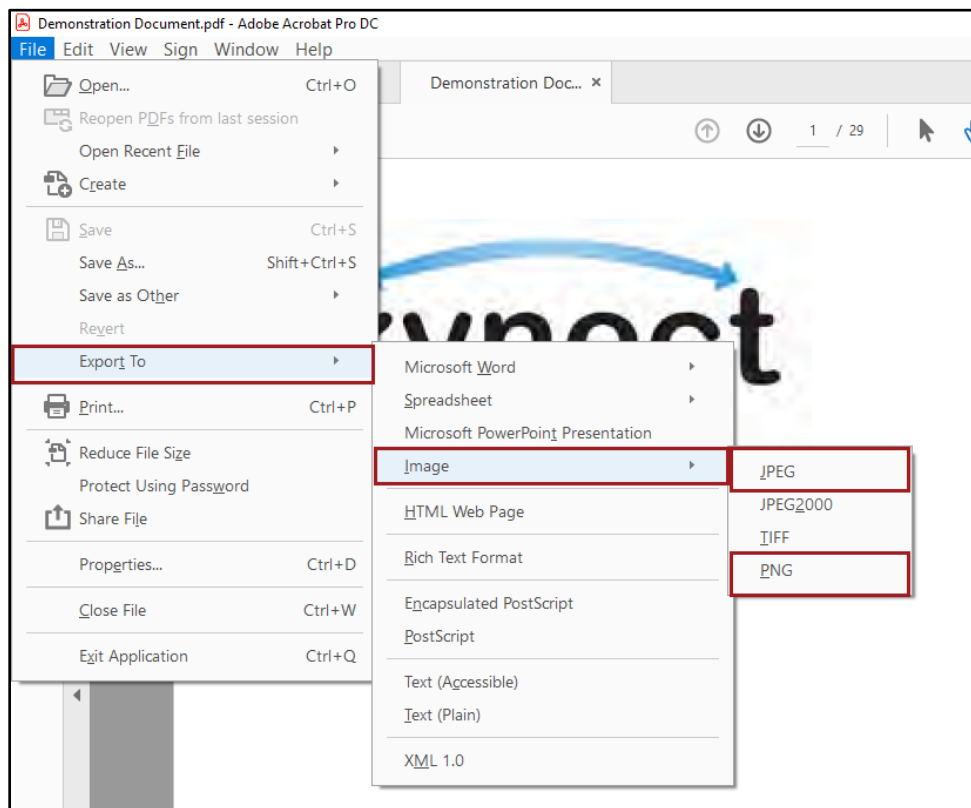 Demonstration Document.pdf - Adobe Acrobat Pro DC
File Edit View Sign Window Help
Demonstration Doc... ×
1 / 29
Open... Ctrl+O
Reopen PDFs from last session
Open Recent File
Create
Save Ctrl+S
Save As... Shift+Ctrl+S
Save as Other
Revert
Export To
Print... Ctrl+P
Reduce File Size
Protect Using Password
Share File
Properties... Ctrl+D
Close File Ctrl+W
Exit Application Ctrl+Q
Microsoft Word
Spreadsheet
Microsoft PowerPoint Presentation
Image
HTML Web Page
Rich Text Format
Encapsulated PostScript
PostScript
Text (Accessible)
Text (Plain)
XML 1.0
JPEG
JPEG2000
TIFF
PNG